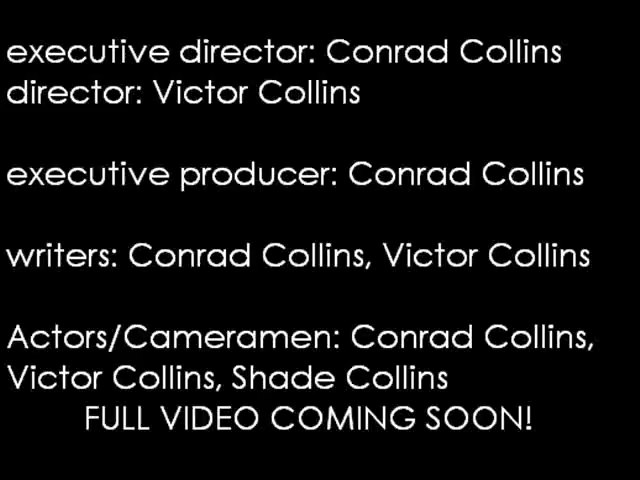 executive director: Conrad Collins
director: Victor Collins
executive producer: Conrad Collins
writers: Conrad Collins, Victor Collins
Actors/Cameramen: Conrad Collins,
Victor Collins, Shade Collins
FULL VIDEO COMING SOON!